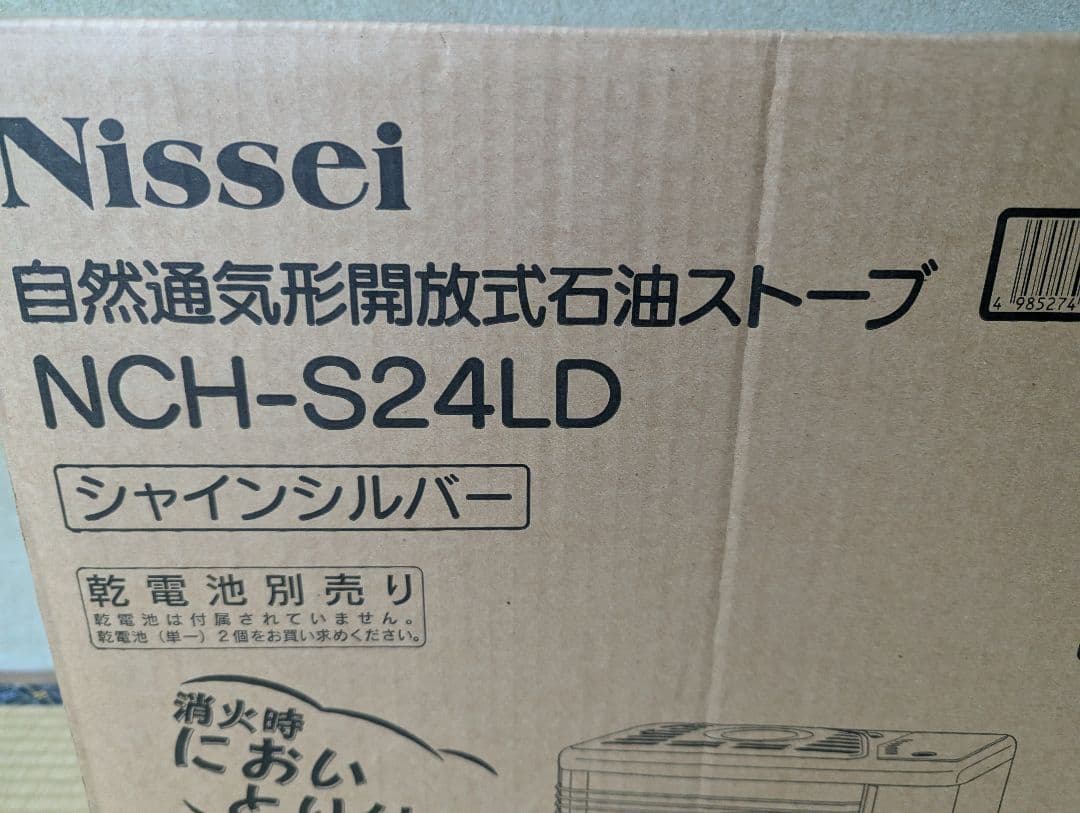 Nissei
自然通気形開放式石油ストーブ
4 985274
NCH-S24LD
シャインシルバー
乾電池別売り
乾電池は付属されていません。
乾電池（単一）2個をお買い求めください。
消火時
におい